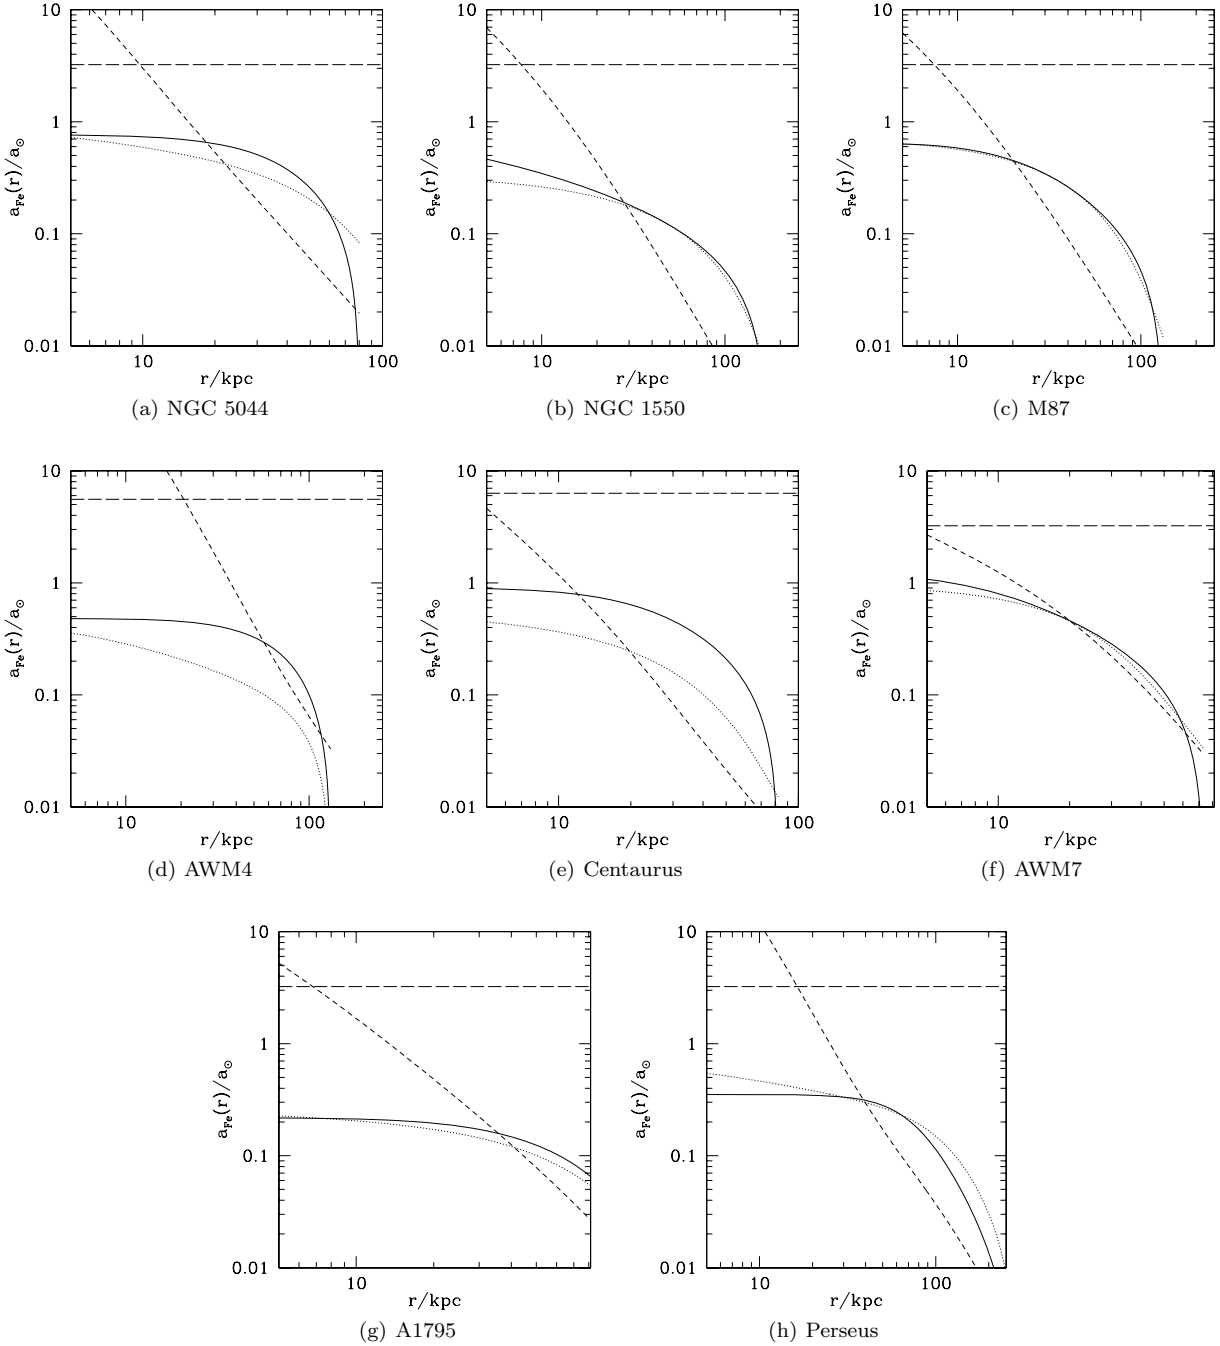 10
1
0.1
0.01
a_Fe(r)/a_⊙
10 100
r/kpc
(a) NGC 5044
10
1
0.1
0.01
a_Fe(r)/a_⊙
10 100
r/kpc
(b) NGC 1550
10
1
0.1
0.01
a_Fe(r)/a_⊙
10 100
r/kpc
(c) M87
10
1
0.1
0.01
a_Fe(r)/a_⊙
10 100
r/kpc
(d) AWM4
10
1
0.1
0.01
a_Fe(r)/a_⊙
10 100
r/kpc
(e) Centaurus
10
1
0.1
0.01
a_Fe(r)/a_⊙
10
r/kpc
(f) AWM7
10
1
0.1
0.01
a_Fe(r)/a_⊙
10
r/kpc
(g) A1795
10
1
0.1
0.01
a_Fe(r)/a_⊙
10 100
r/kpc
(h) Perseus